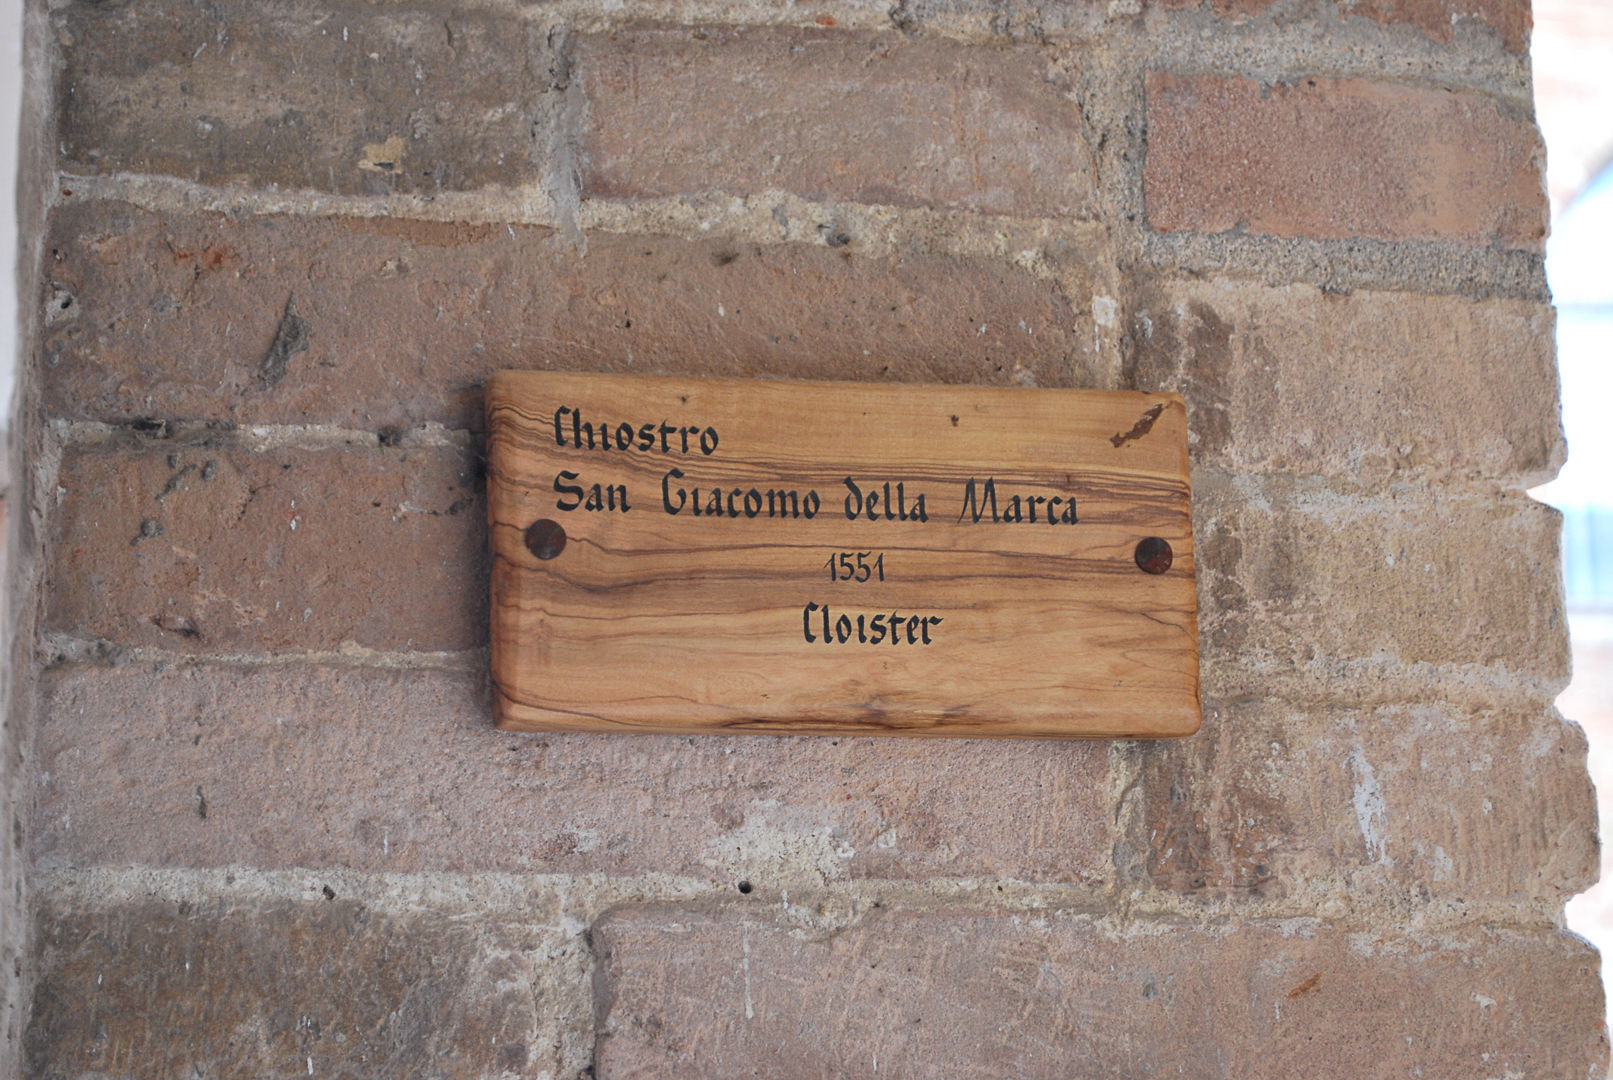 Chiostro
San Giacomo della Marca
1551
Cloister